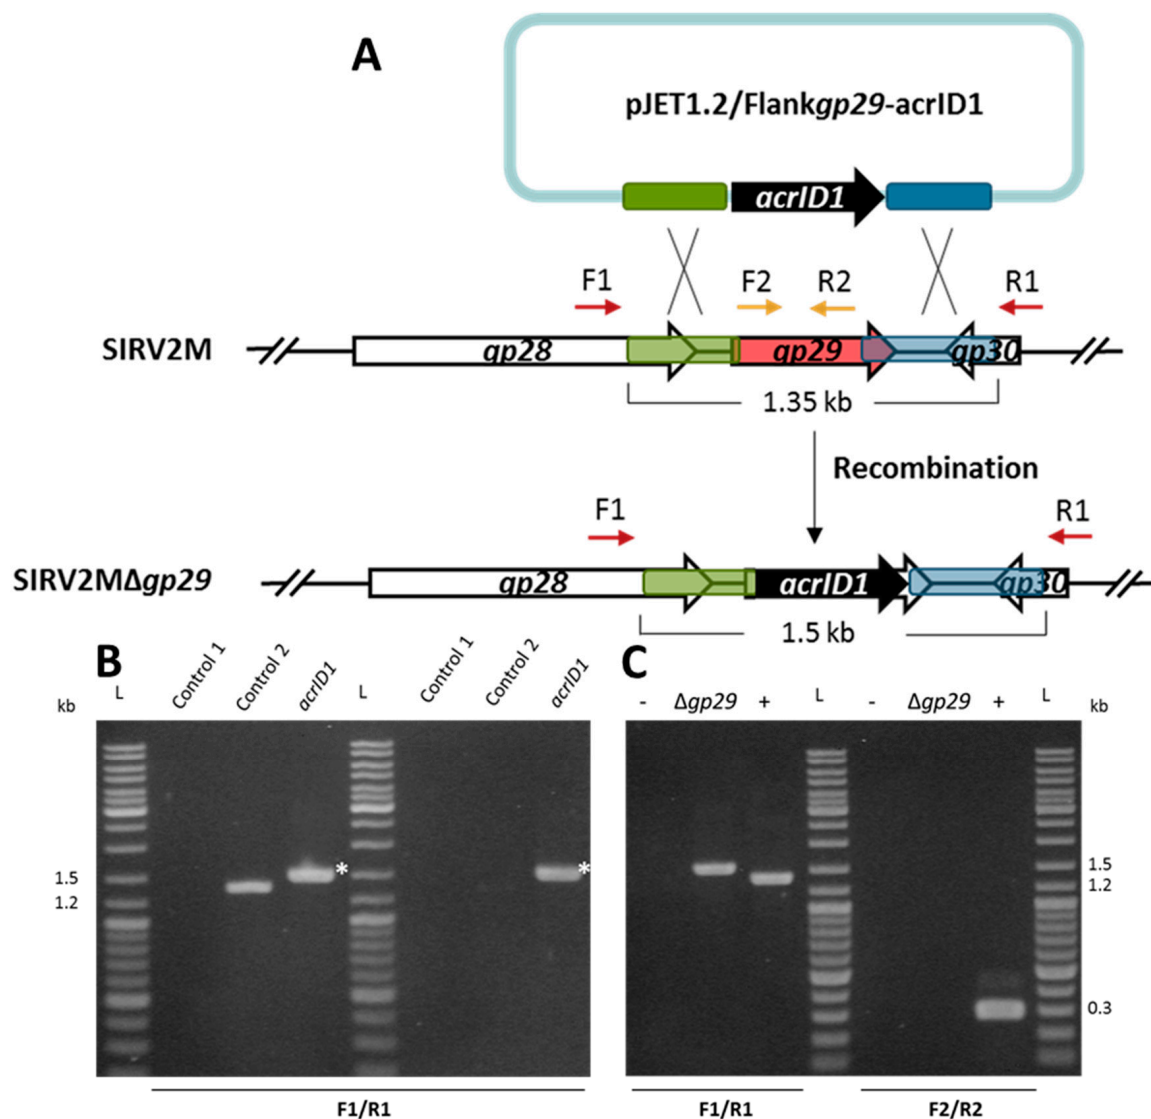 A
pJET1.2/Flankgp29-acrID1
acrID1
F1 F2 R2 R1
SIRV2M
gp28 gp29 gp30
1.35 kb
Recombination
F1 R1
SIRV2MΔgp29
gp28 acrID1 gp30
1.5 kb
B
kb L Control 1 Control 2 acrID1 L Control 1 Control 2 acrID1
* *
1.5
1.2
F1/R1
C
- Δgp29 + L - Δgp29 + L kb
1.5
1.2
0.3
F1/R1 F2/R2